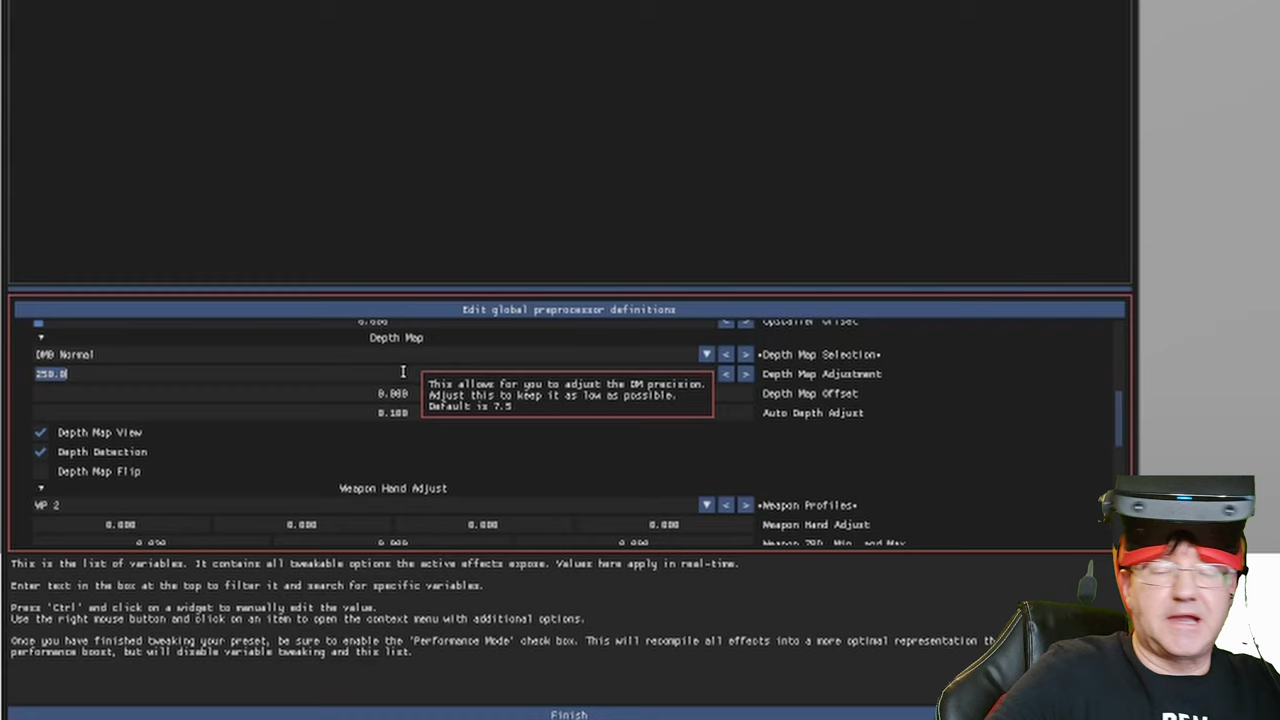 Edit global preprocessor definitions
0.000
Depth Map
DM0 Normal
•Depth Map Selection•
250.0
Depth Map Adjustment
This allows for you to adjust the DM precision.
Adjust this to keep it as low as possible.
Default is 7.5
0.000
Depth Map Offset
0.100
Auto Depth Adjust
Depth Map View
Depth Detection
Depth Map Flip
Weapon Hand Adjust
WP 2
•Weapon Profiles•
0.000 0.000 0.000 0.000
Weapon Hand Adjust
This is the list of variables. It contains all tweakable options the active effects expose. Values here apply in real-time.
Enter text in the box at the top to filter it and search for specific variables.
Press 'Ctrl' and click on a widget to manually edit the value.
Use the right mouse button and click on an item to open the context menu with additional options.
Once you have finished tweaking your preset, be sure to enable the 'Performance Mode' check box. This will recompile all effects into a more optimal representation
performance boost, but will disable variable tweaking and this list.
Finish